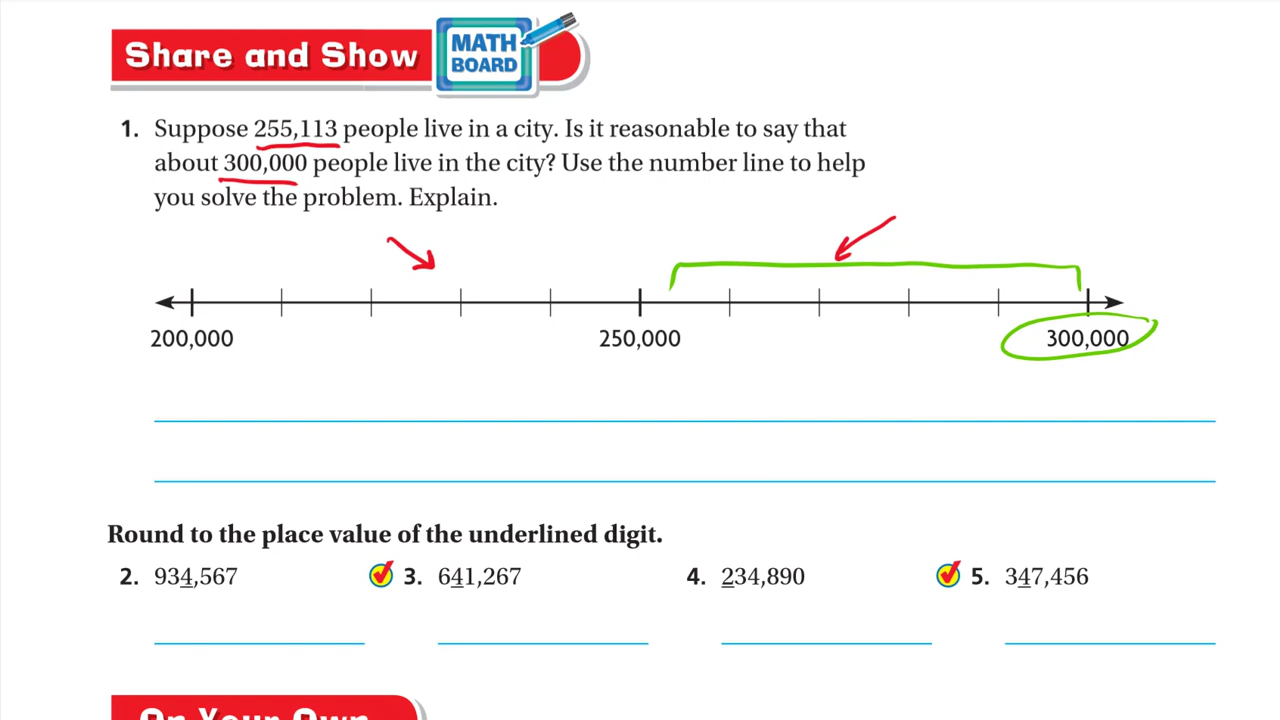 Share and Show
MATH
BOARD
1. Suppose 255,113 people live in a city. Is it reasonable to say that
about 300,000 people live in the city? Use the number line to help
you solve the problem. Explain.
200,000 250,000 300,000
Round to the place value of the underlined digit.
2. 934,567 3. 641,267 4. 234,890 5. 347,456
On Your Own